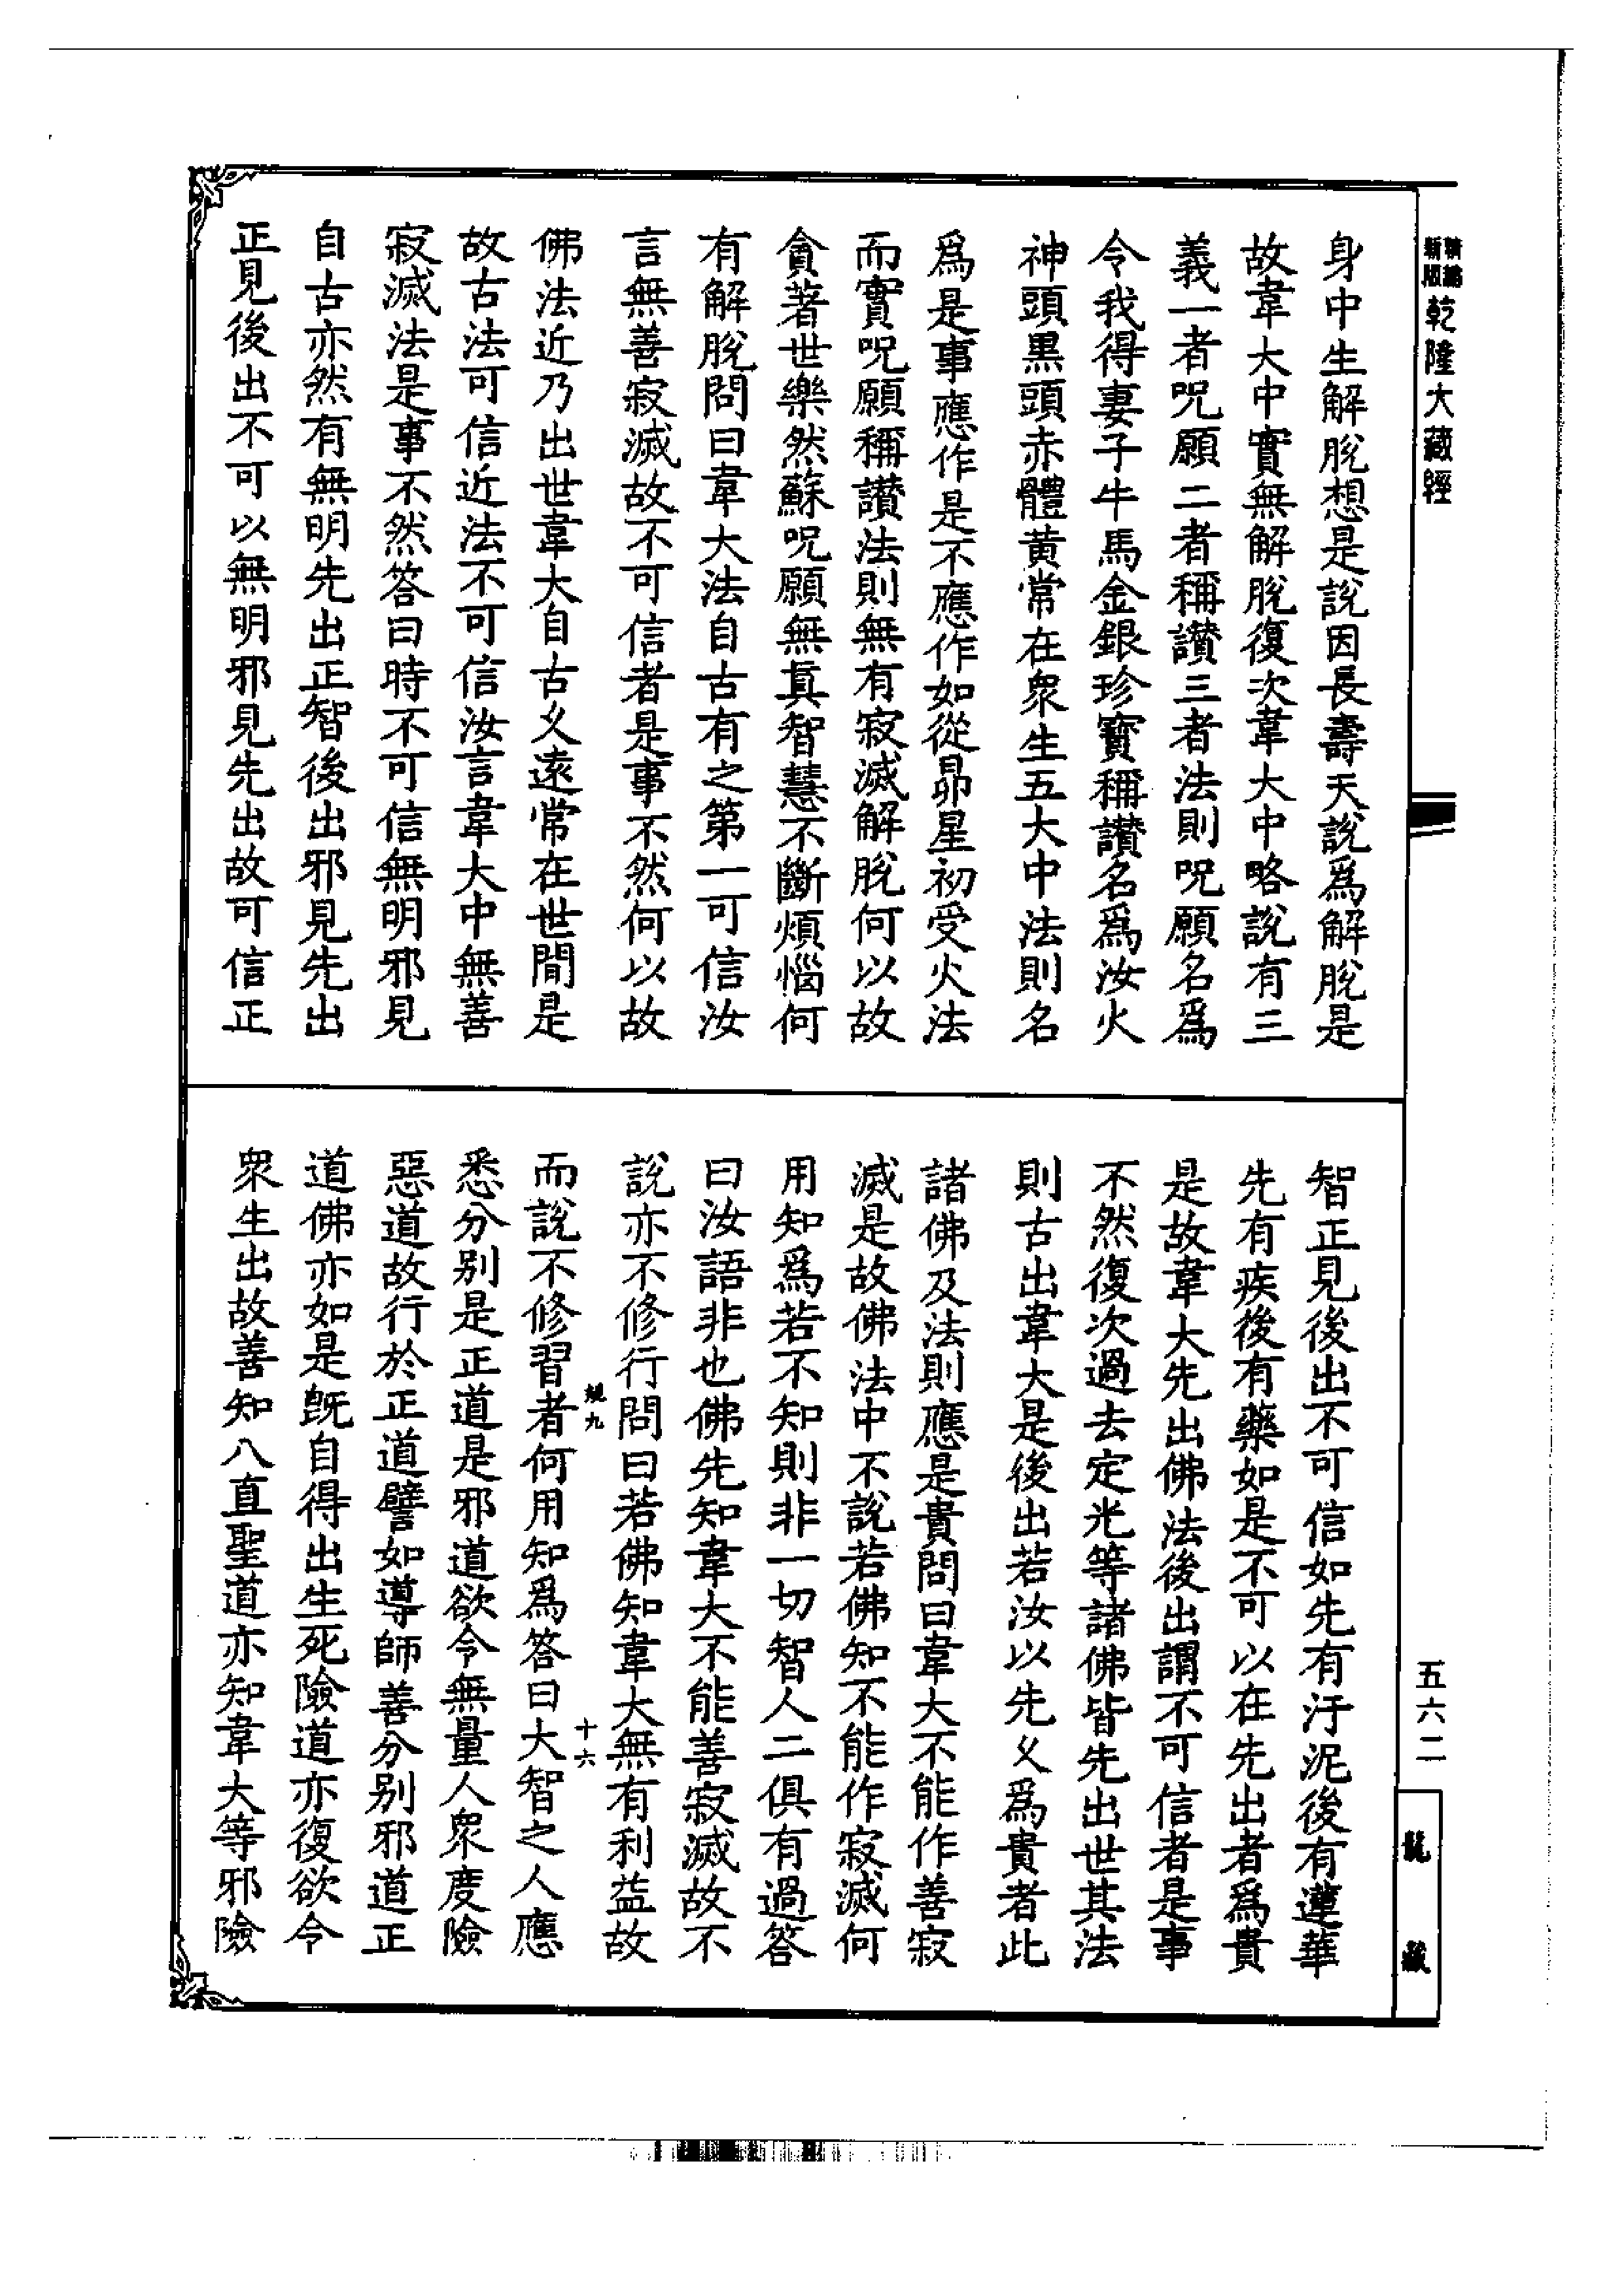 新編
新版
乾隆大藏經
身中生解脫想是說因長壽天說爲解脫是
故韋大中實無解脫復次韋大中略說有三
義一者呪願二者稱讚三者法則呪願名爲
令我得妻子牛馬金銀珍寶稱讚名爲汝火
神頭黑頭赤體黃常在衆生五大中法則名
爲是事應作是不應作如從昴星初受火法
而實呪願稱讚法則無有寂滅解脫何以故
貪著世樂然蘇呪願無真智慧不斷煩惱何
有解脫問曰韋大法自古有之第一可信汝
言無善寂滅故不可信者是事不然何以故
佛法近乃出世韋大自古乆遠常在世間是
故古法可信近法不可信汝言韋大中無善
寂滅法是事不然答曰時不可信無明邪見
自古亦然有無明先出正智後出邪見先出
正見後出不可以無明邪見先出故可信正
智正見後出不可信如先有汙泥後有蓮華
先有疾後有藥如是不可以在先出者爲貴
是故韋大先出佛法後出謂不可信者是事
不然復次過去定光等諸佛皆先出世其法
則古出韋大是後出若汝以先乆爲貴者此
諸佛及法則應是貴問曰韋大不能作善寂
滅是故佛法中不說若佛知不能作寂滅何
用知爲若不知則非一切智人二俱有過答
曰汝語非也佛先知韋大不能善寂滅故不
說亦不修行問曰若佛知韋大無有利益故
規九
十六
而說不修習者何用知爲答曰大智之人應
悉分別是正道是邪道欲令無量人衆度險
惡道故行於正道譬如導師善分別邪道正
道佛亦如是旣自得出生死險道亦復欲令
衆生出故善知八直聖道亦知韋大等邪險
五六二
龍藏